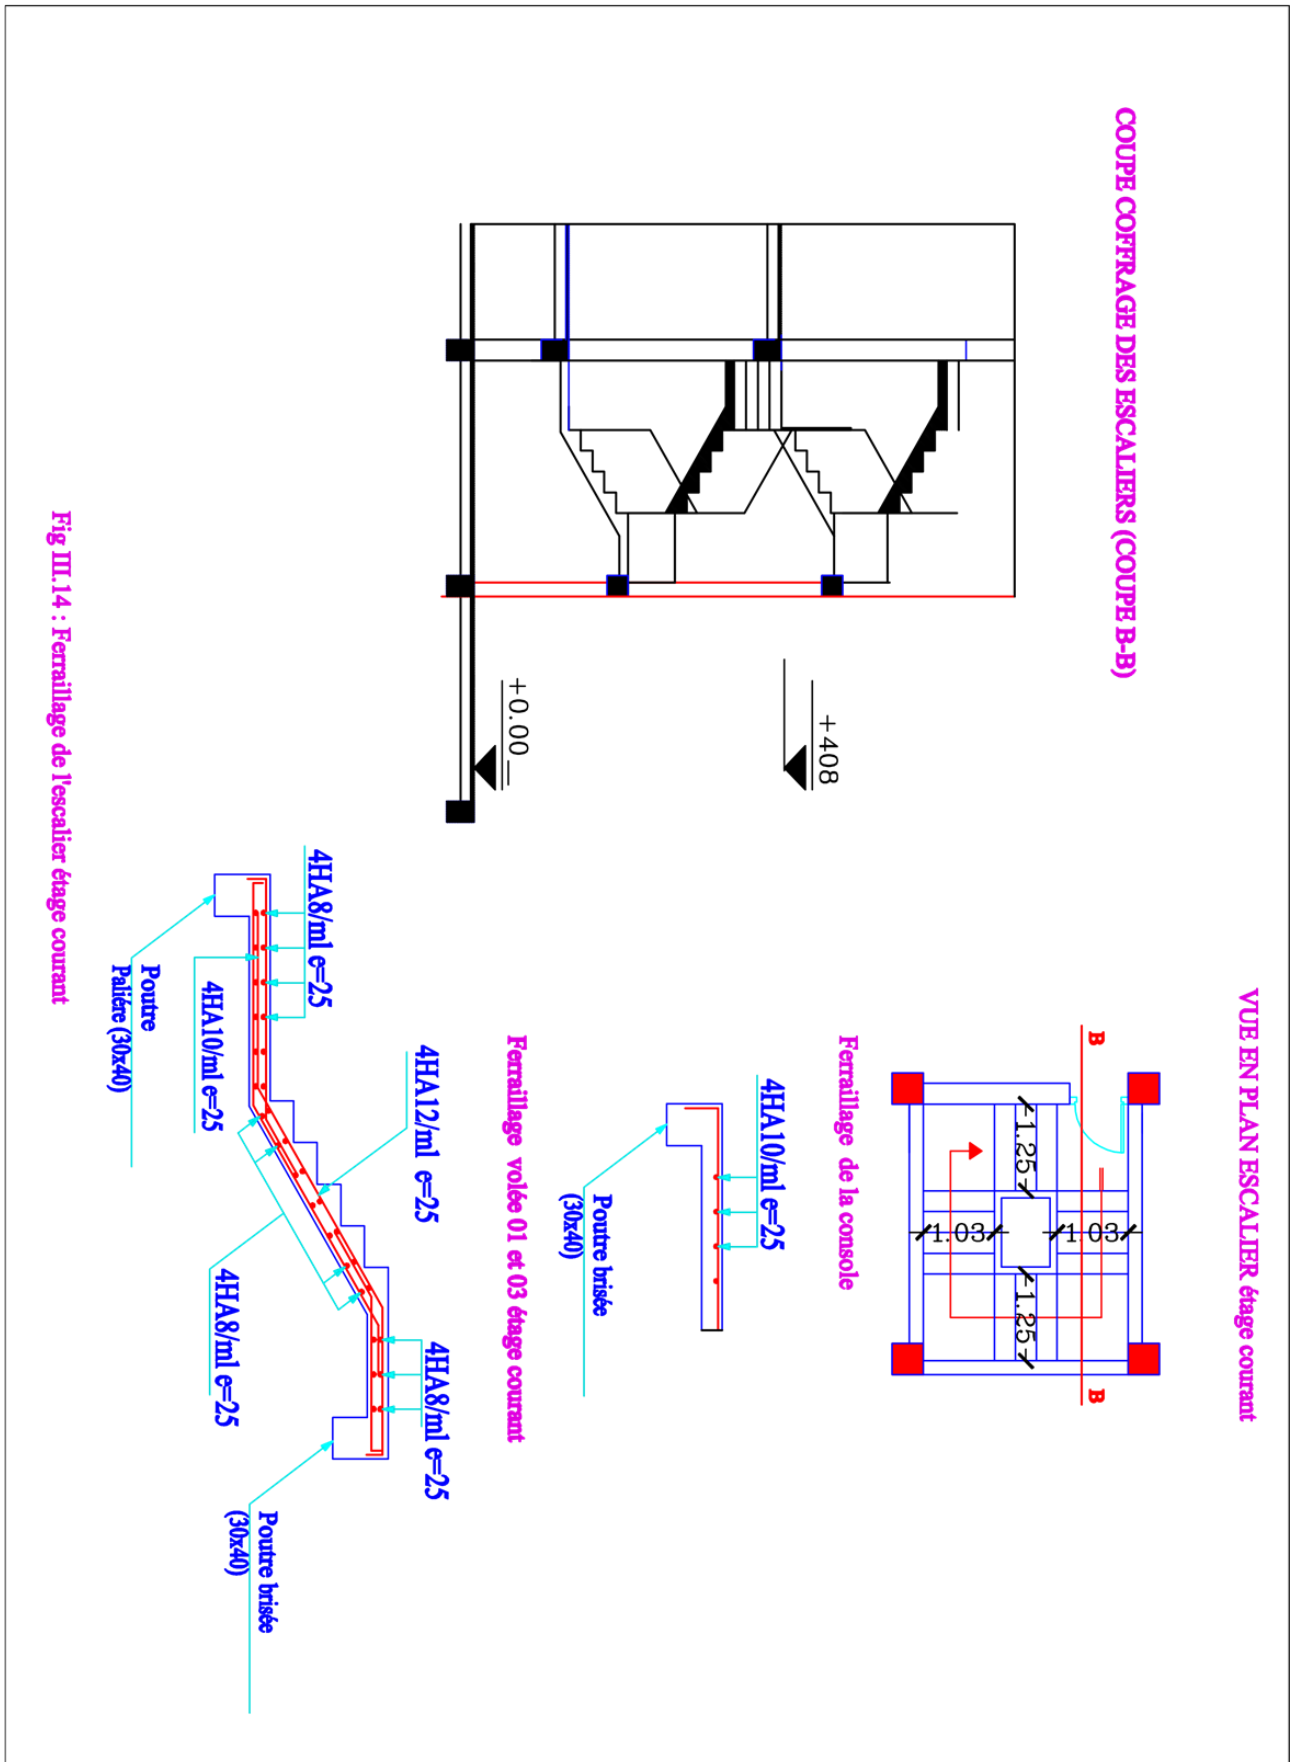 COUPE COFFRAGE DES ESCALIERS (COUPE B-B)
+408
+0.00
VUE EN PLAN ESCALIER étage courant
B
B
1.25
1.03
1.03
1.25
Ferraillage de la console
4HA10/ml e=25
Poutre brisée
(30x40)
Ferraillage volée 01 et 03 étage courant
4HA8/ml e=25
4HA12/ml e=25
4HA8/ml e=25
4HA10/ml e=25
4HA8/ml e=25
Poutre
Paliére (30x40)
Poutre brisée
(30x40)
Fig III.14 : Ferraillage de l'escalier étage courant